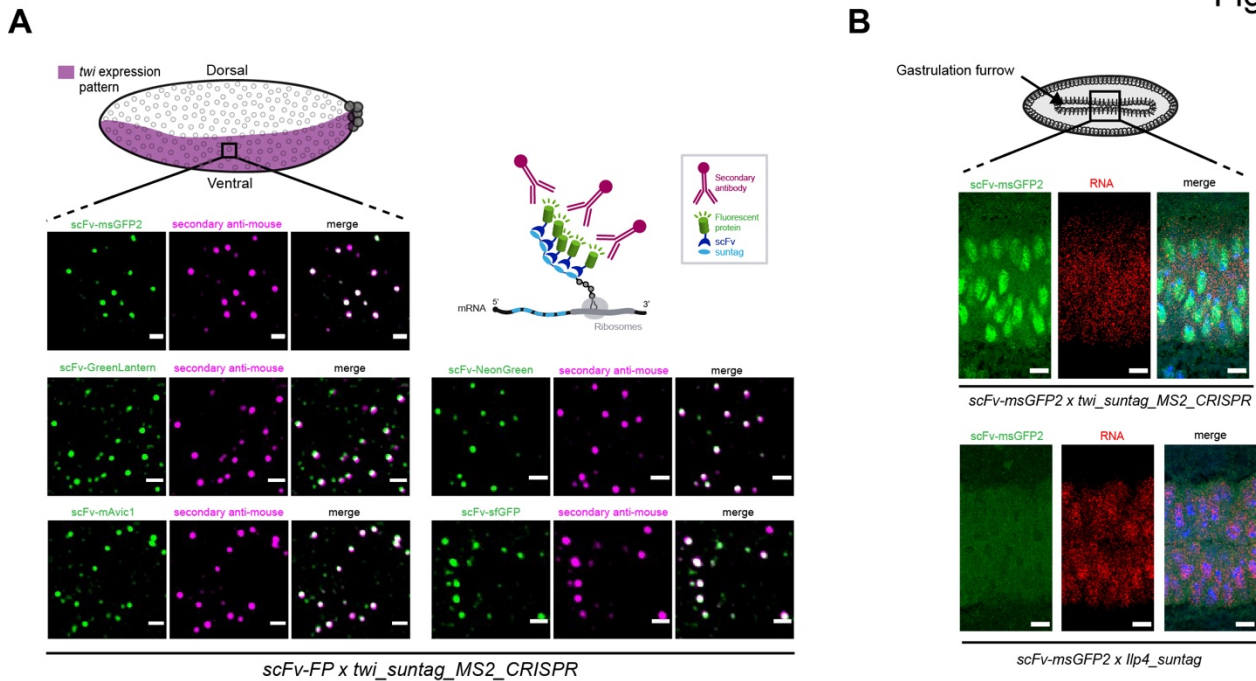 Fig
A
B
twi expression
pattern
Dorsal
Ventral
Secondary
antibody
Fluorescent
protein
scFv
suntag
mRNA
5'
3'
Ribosomes
scFv-msGFP2 secondary anti-mouse merge
scFv-GreenLantern secondary anti-mouse merge
scFv-NeonGreen secondary anti-mouse merge
scFv-mAvic1 secondary anti-mouse merge
scFv-sfGFP secondary anti-mouse merge
scFv-FP x twi_suntag_MS2_CRISPR
Gastrulation furrow
scFv-msGFP2 RNA merge
scFv-msGFP2 x twi_suntag_MS2_CRISPR
scFv-msGFP2 RNA merge
scFv-msGFP2 x Ilp4_suntag